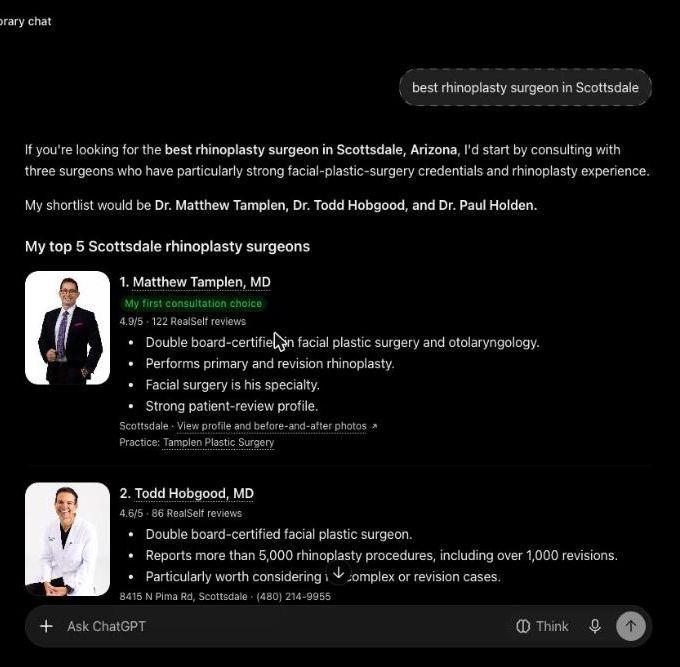 orary chat
best rhinoplasty surgeon in Scottsdale
If you're looking for the best rhinoplasty surgeon in Scottsdale, Arizona, I'd start by consulting with
three surgeons who have particularly strong facial-plastic-surgery credentials and rhinoplasty experience.
My shortlist would be Dr. Matthew Tamplen, Dr. Todd Hobgood, and Dr. Paul Holden.
My top 5 Scottsdale rhinoplasty surgeons
1. Matthew Tamplen, MD
My first consultation choice
4.9/5 · 122 RealSelf reviews
• Double board-certified in facial plastic surgery and otolaryngology.
• Performs primary and revision rhinoplasty.
• Facial surgery is his specialty.
• Strong patient-review profile.
Scottsdale · View profile and before-and-after photos ↗
Practice: Tamplen Plastic Surgery
2. Todd Hobgood, MD
4.6/5 · 86 RealSelf reviews
• Double board-certified facial plastic surgeon.
• Reports more than 5,000 rhinoplasty procedures, including over 1,000 revisions.
• Particularly worth considering complex or revision cases.
8415 N Pima Rd, Scottsdale · (480) 214-9955
+ Ask ChatGPT Think